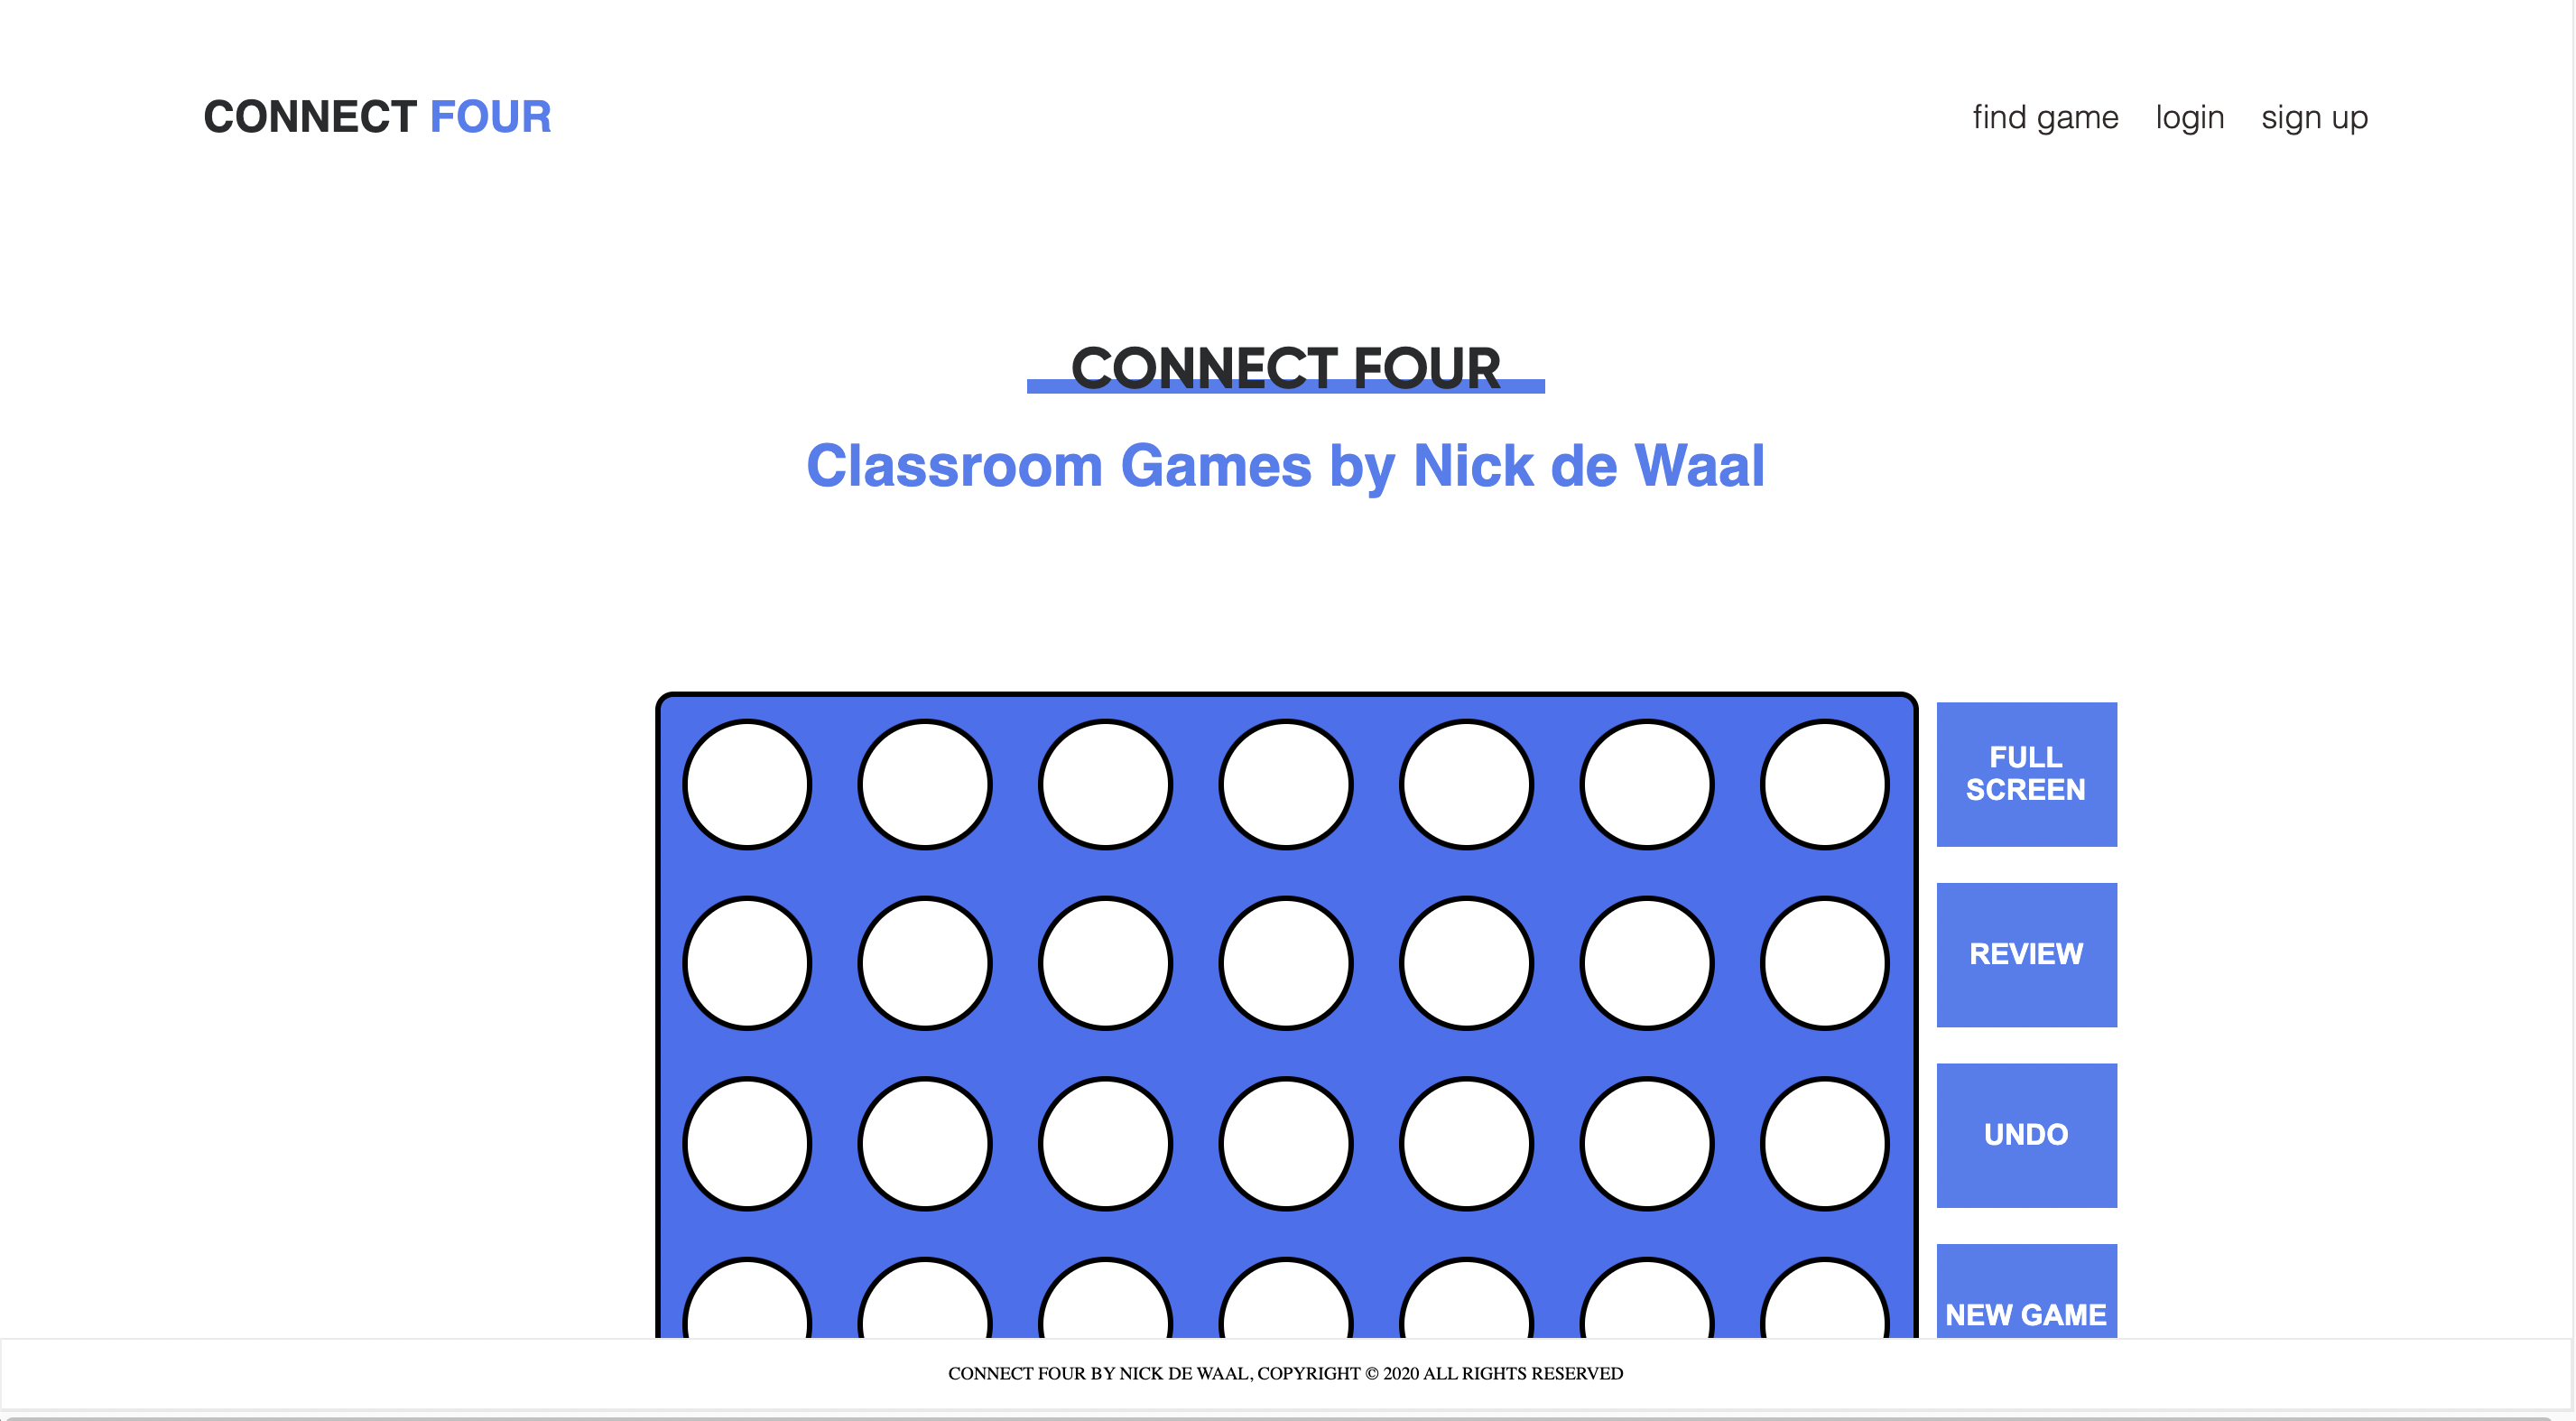 CONNECT FOUR
find game login sign up
CONNECT FOUR
Classroom Games by Nick de Waal
FULL
SCREEN
REVIEW
UNDO
NEW GAME
CONNECT FOUR BY NICK DE WAAL, COPYRIGHT © 2020 ALL RIGHTS RESERVED